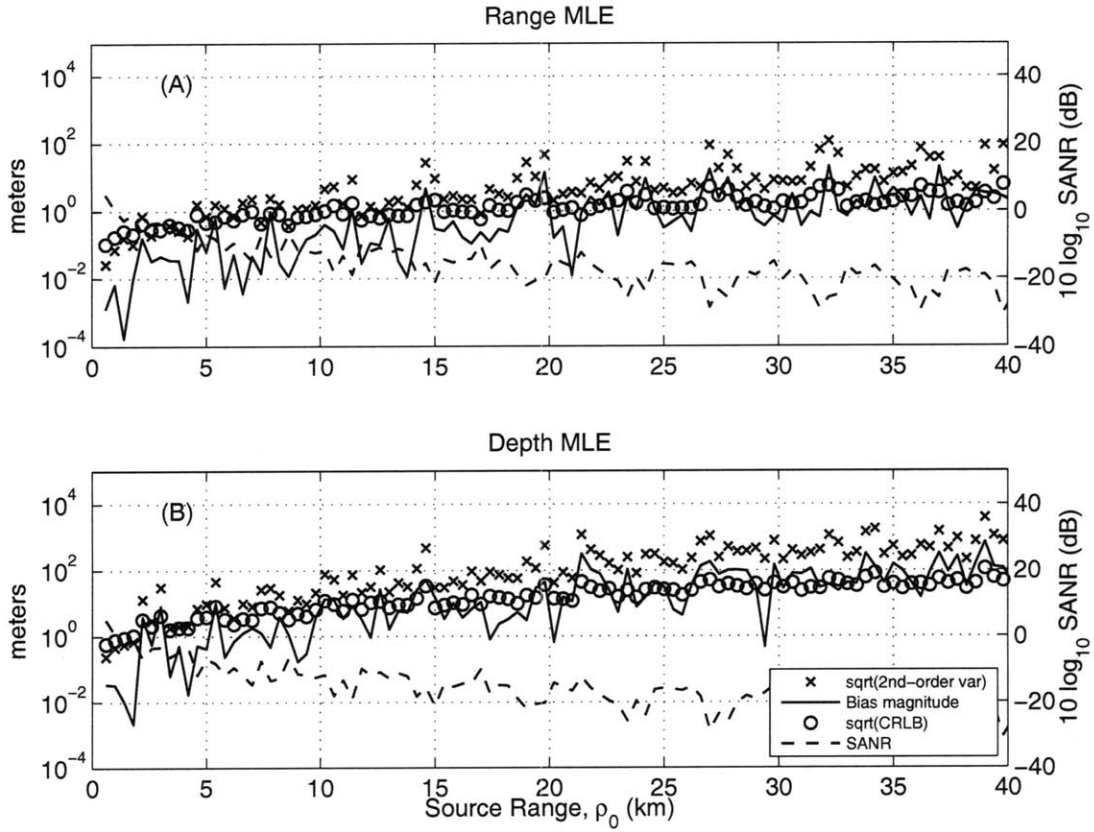 Range MLE
(A)
meters
10^4
10^2
10^0
10^-2
10^-4
40
20
0
-20
-40
10 log10 SANR (dB)
0 5 10 15 20 25 30 35 40
Depth MLE
(B)
meters
10^4
10^2
10^0
10^-2
10^-4
40
20
0
-20
-40
10 log10 SANR (dB)
sqrt(2nd-order var)
Bias magnitude
sqrt(CRLB)
SANR
0 5 10 15 20 25 30 35 40
Source Range, ρ0 (km)